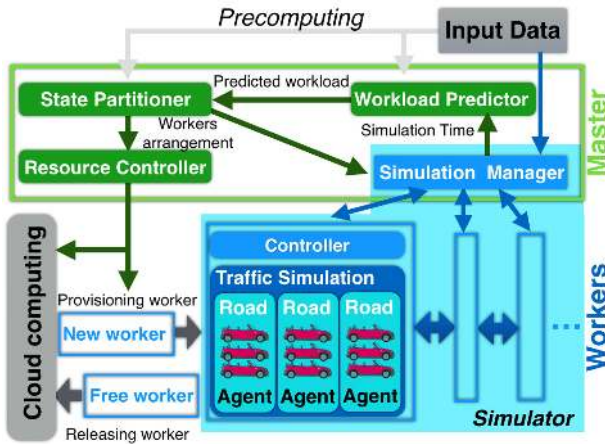 Precomputing
Input Data
Predicted workload
State Partitioner
Workload Predictor
Workers
arrangement
Simulation Time
Resource Controller
Simulation Manager
Master
Controller
Traffic Simulation
Road Road Road
Agent Agent Agent
Cloud computing
Provisioning worker
New worker
Free worker
Releasing worker
...
Workers
Simulator